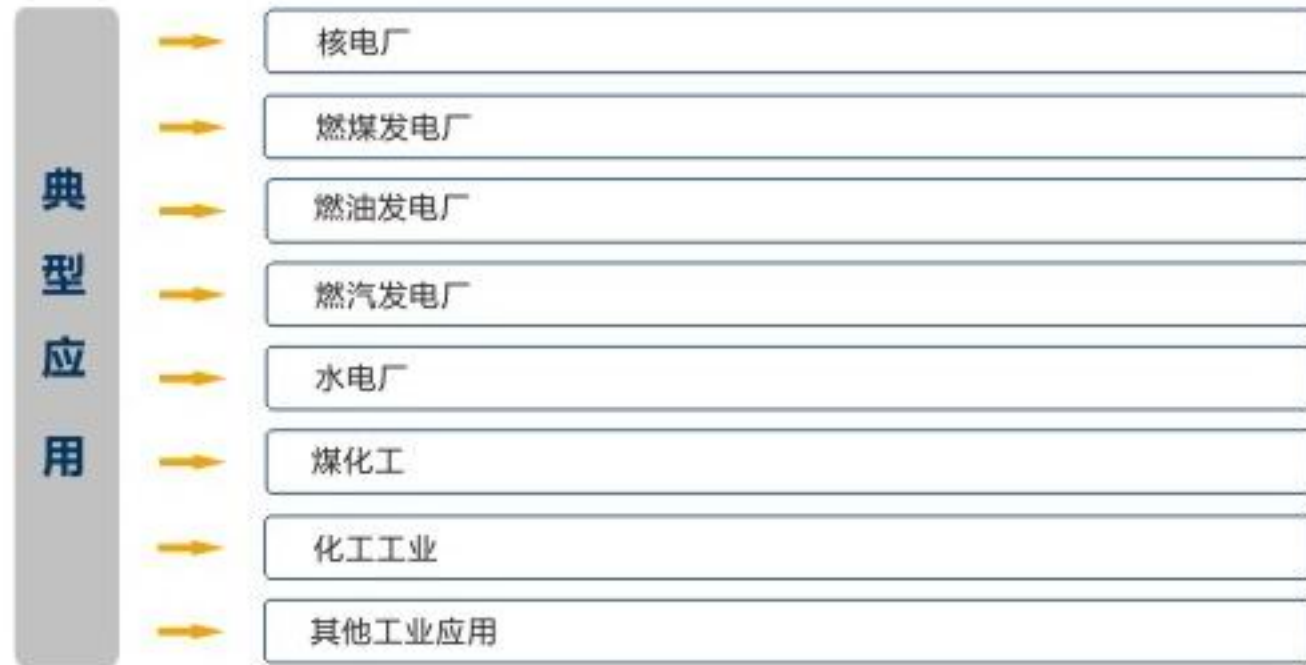 典型应用
核电厂
燃煤发电厂
燃油发电厂
燃汽发电厂
水电厂
煤化工
化工工业
其他工业应用